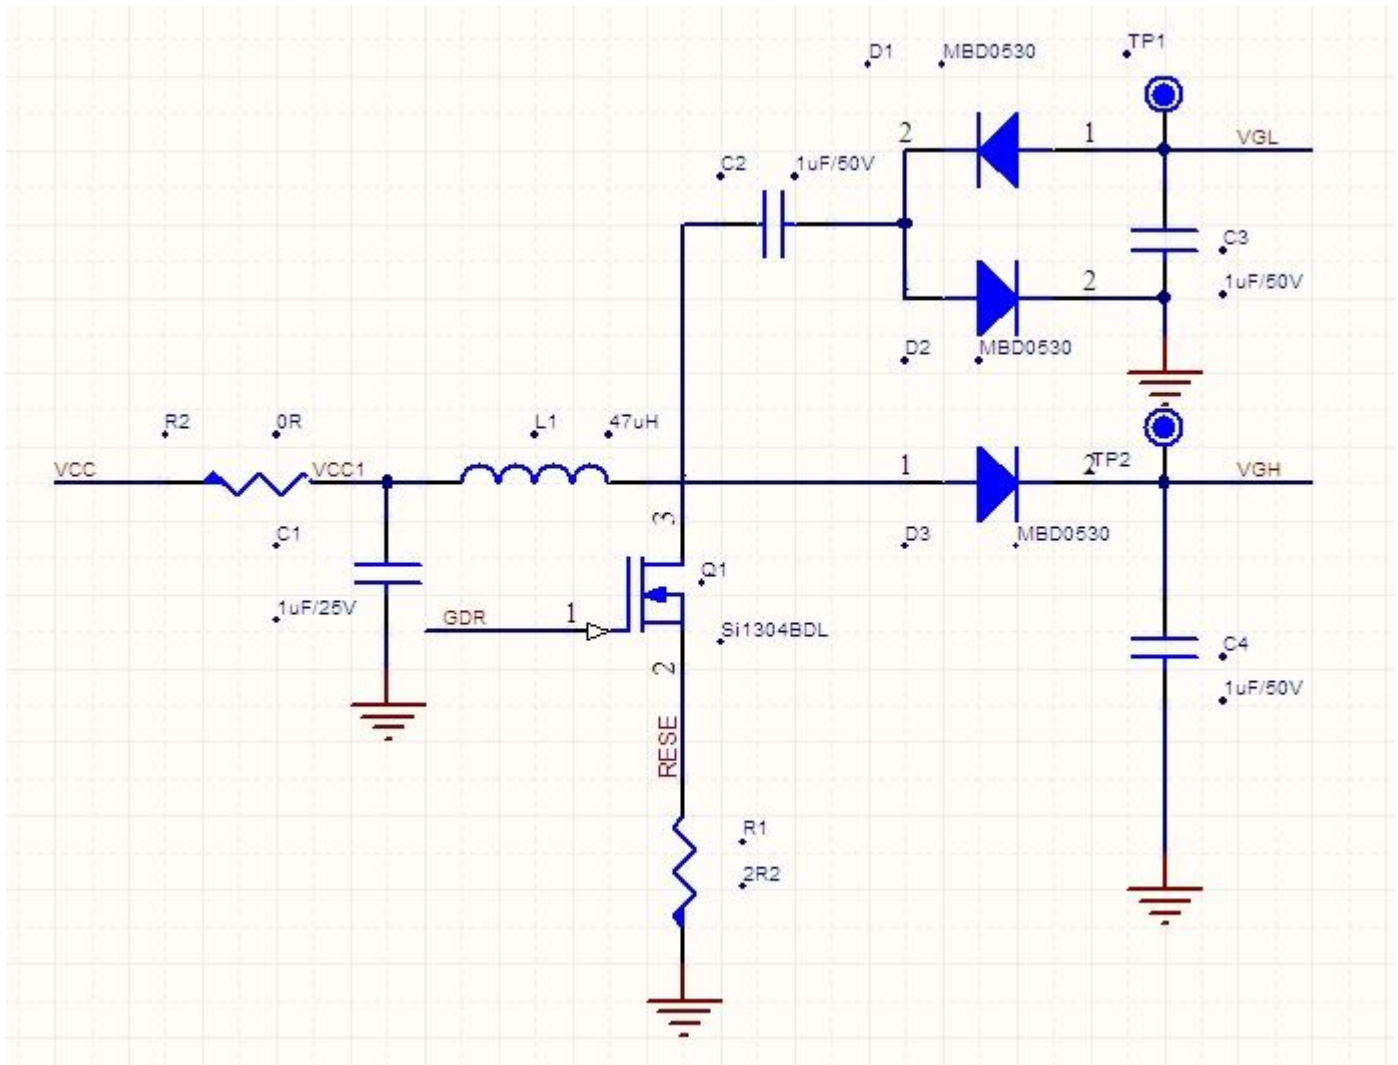 D1 MBD0530 TP1
2 1 VGL
C2 1uF/50V
C3
2 1uF/50V
D2 MBD0530
R2 0R L1 47uH
VCC VCC1 1 2 TP2 VGH
3
C1 D3 MBD0530
Q1
1uF/25V GDR 1
Si1304BDL
C4
2
1uF/50V
RESE
R1
2R2